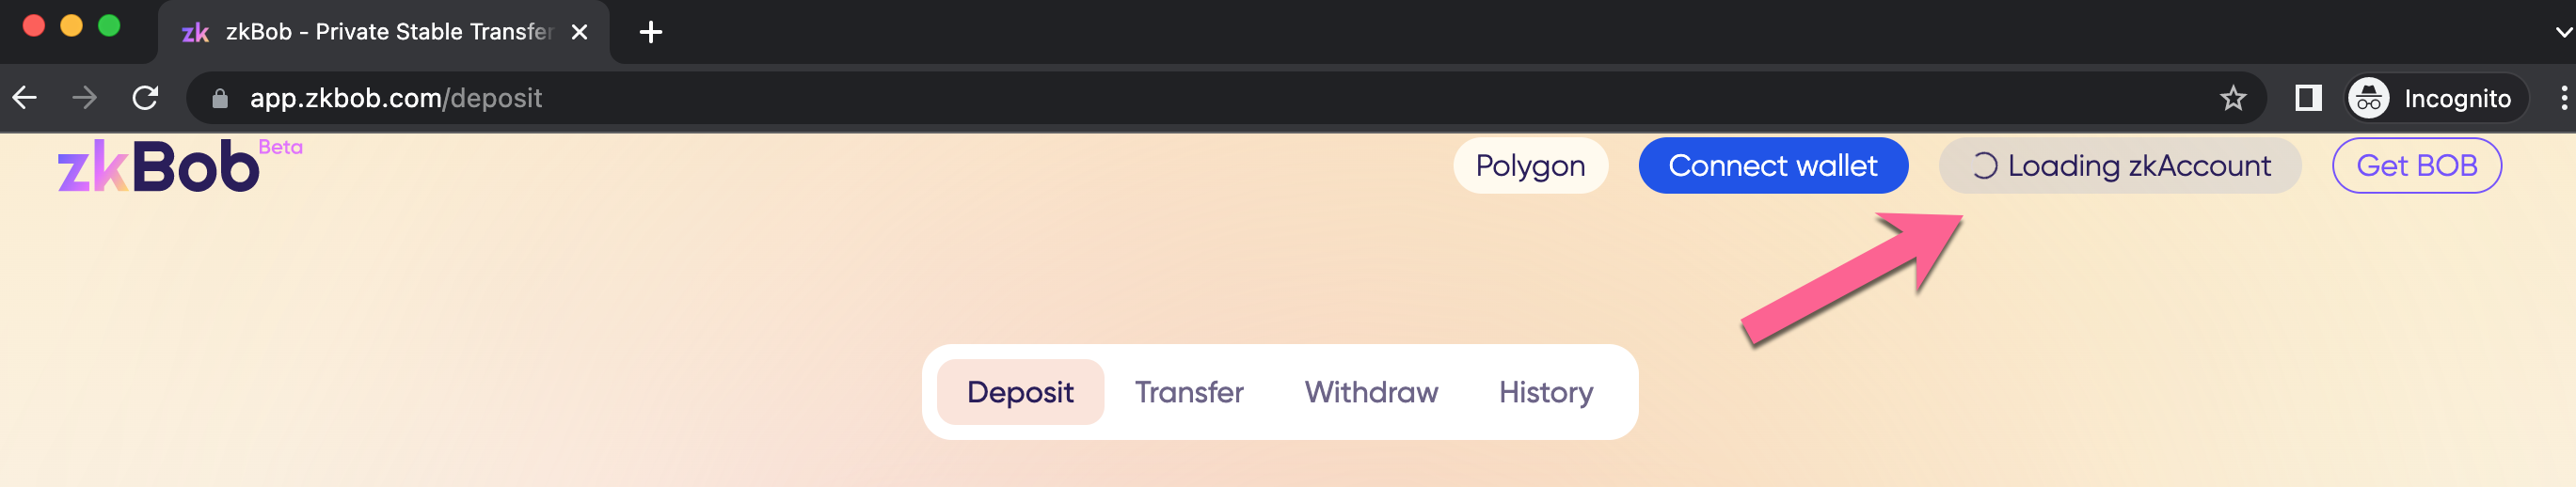 zk zkBob - Private Stable Transfer
app.zkbob.com/deposit
Incognito
zkBob Beta
Polygon
Connect wallet
Loading zkAccount
Get BOB
Deposit
Transfer
Withdraw
History